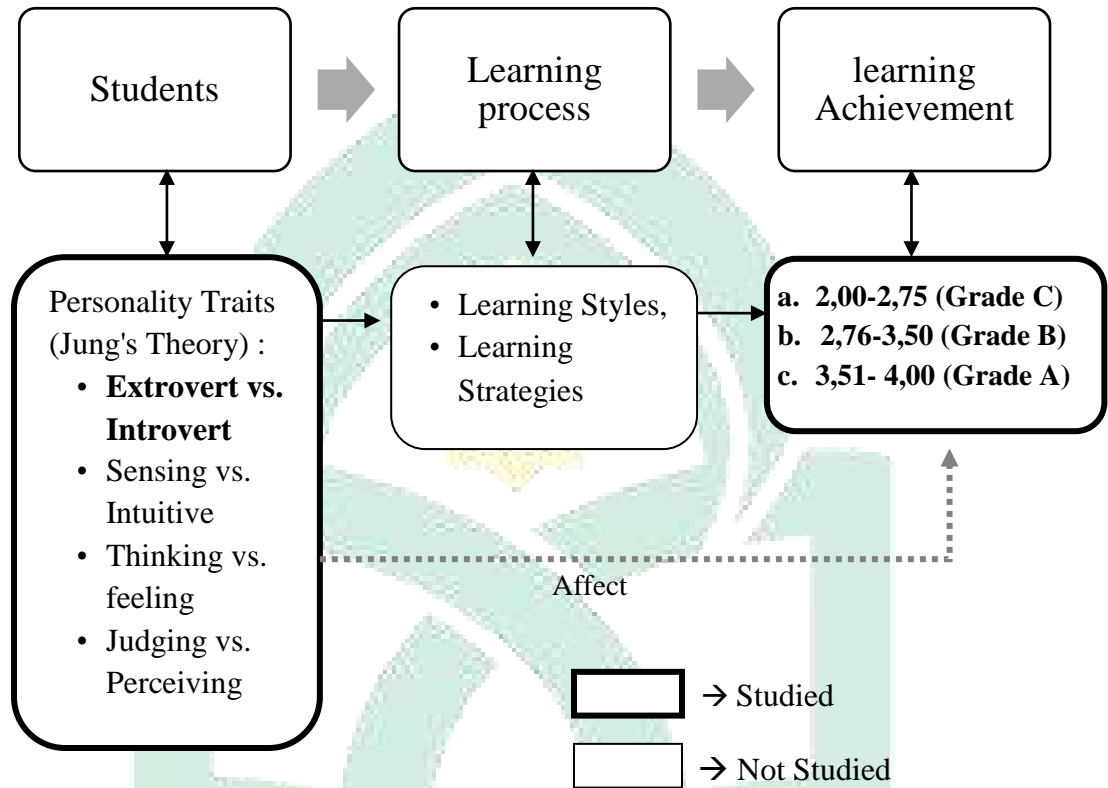 Students
Learning
process
learning
Achievement
Personality Traits
(Jung's Theory) :
• Extrovert vs.
Introvert
• Sensing vs.
Intuitive
• Thinking vs.
feeling
• Judging vs.
Perceiving
• Learning Styles,
• Learning
Strategies
a. 2,00-2,75 (Grade C)
b. 2,76-3,50 (Grade B)
c. 3,51- 4,00 (Grade A)
Affect
→ Studied
→ Not Studied